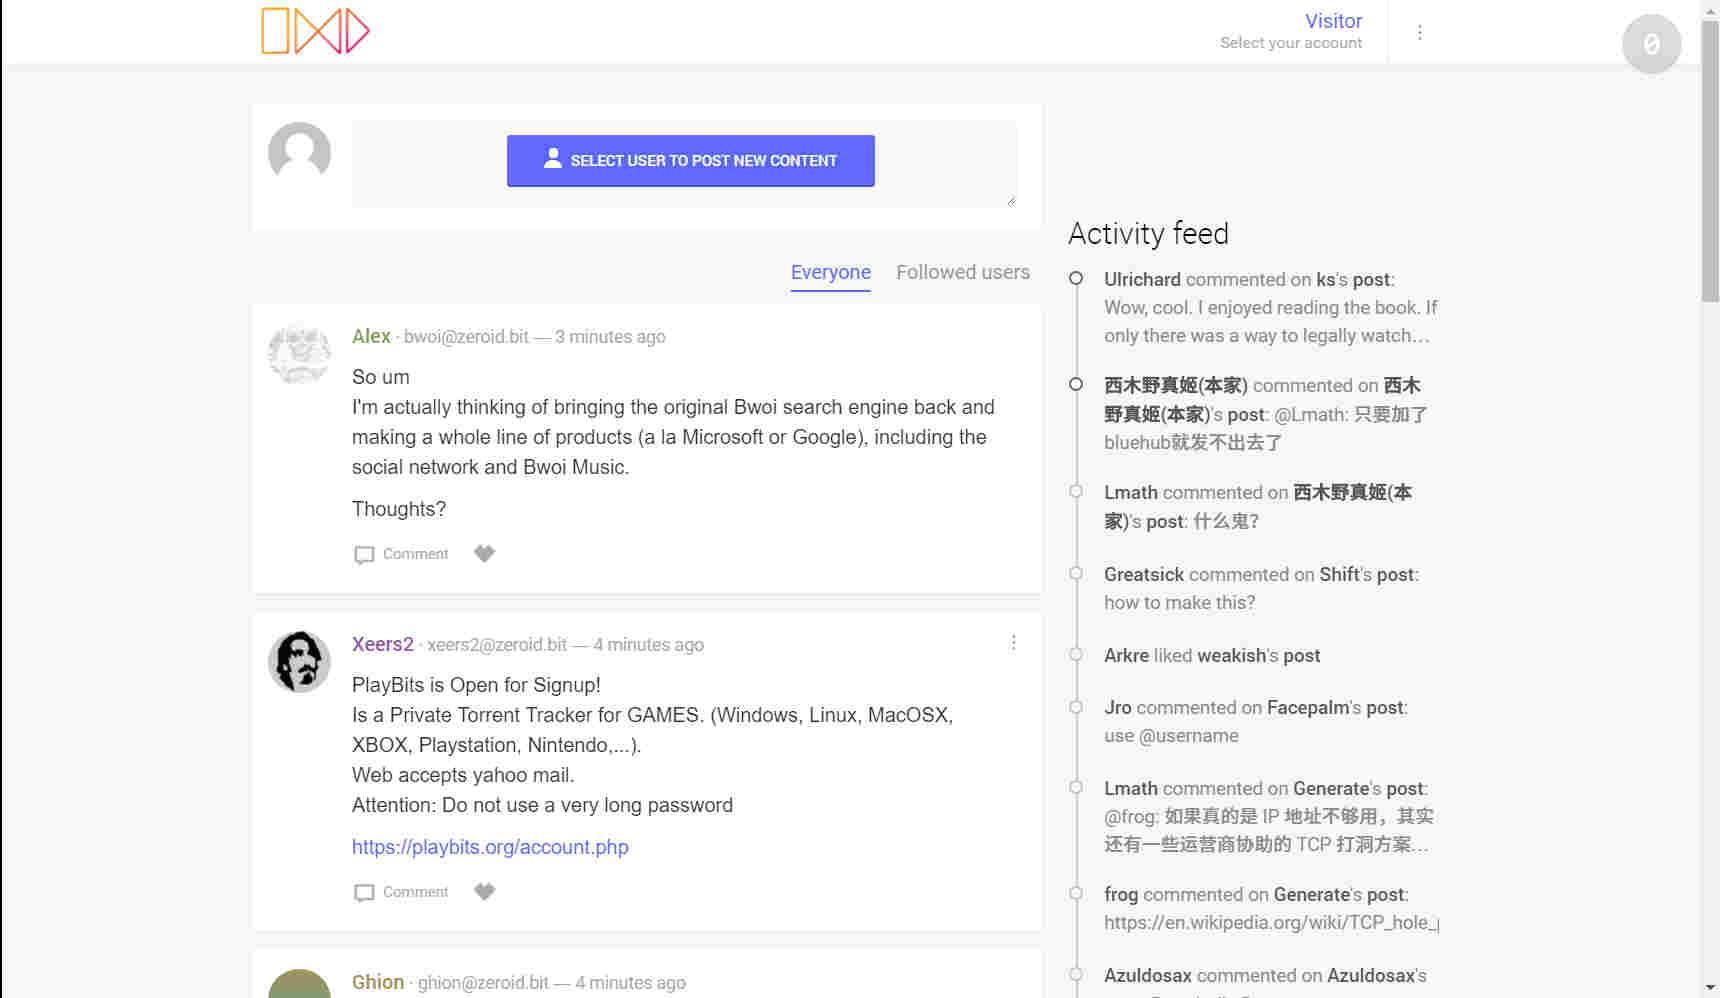 Visitor
Select your account
0
SELECT USER TO POST NEW CONTENT
Everyone Followed users
Alex · bwoi@zeroid.bit — 3 minutes ago
So um
I'm actually thinking of bringing the original Bwoi search engine back and
making a whole line of products (a la Microsoft or Google), including the
social network and Bwoi Music.
Thoughts?
Comment
Xeers2 · xeers2@zeroid.bit — 4 minutes ago
PlayBits is Open for Signup!
Is a Private Torrent Tracker for GAMES. (Windows, Linux, MacOSX,
XBOX, Playstation, Nintendo,...).
Web accepts yahoo mail.
Attention: Do not use a very long password
https://playbits.org/account.php
Comment
Ghion · ghion@zeroid.bit — 4 minutes ago
Activity feed
Ulrichard commented on ks's post:
Wow, cool. I enjoyed reading the book. If
only there was a way to legally watch…
西木野真姬(本家) commented on 西木
野真姬(本家)'s post: @Lmath: 只要加了
bluehub就发不出去了
Lmath commented on 西木野真姬(本
家)'s post: 什么鬼?
Greatsick commented on Shift's post:
how to make this?
Arkre liked weakish's post
Jro commented on Facepalm's post:
use @username
Lmath commented on Generate's post:
@frog: 如果真的是 IP 地址不够用，其实
还有一些运营商协助的 TCP 打洞方案…
frog commented on Generate's post:
https://en.wikipedia.org/wiki/TCP_hole_
Azuldosax commented on Azuldosax's